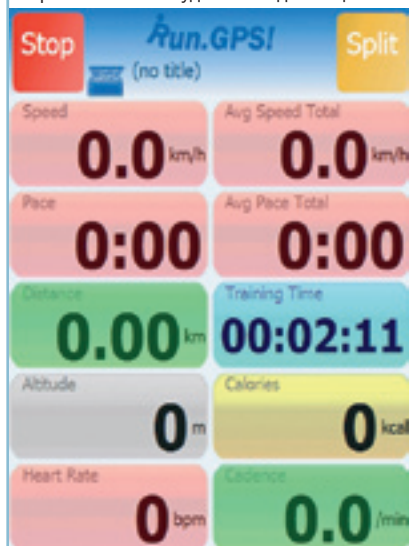 Stop Run.GPS! Split
(no title)
Speed Avg Speed Total
0.0 km/h 0.0 km/h
Pace Avg Pace Total
0:00 0:00
Distance Training Time
0.00 km 00:02:11
Altitude Calories
0 m 0 kcal
Heart Rate Cadence
0 bpm 0.0 /min